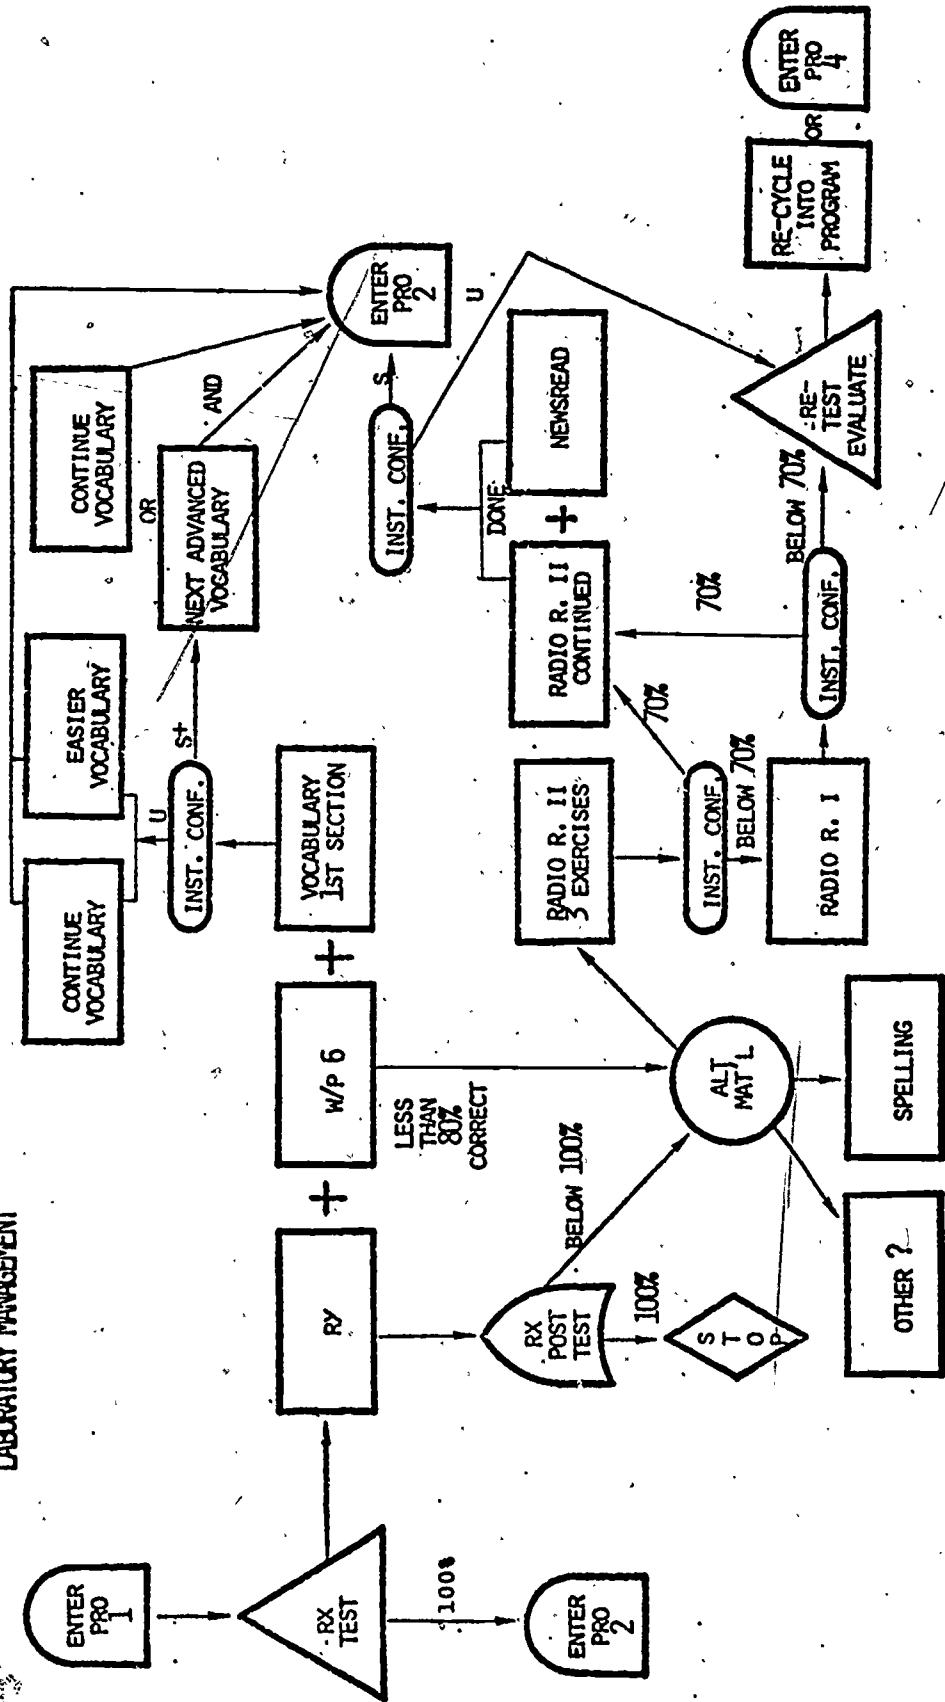 LABORATORY MANAGEMENT
ENTER
PRO
1
RX
TEST
100%
ENTER
PRO
2
RX
+
W/P 6
+
VOCABULARY
1ST SECTION
INST. CONF.
U
S+
CONTINUE
VOCABULARY
EASIER
VOCABULARY
CONTINUE
VOCABULARY
OR
NEXT ADVANCED
VOCABULARY
AND
ENTER
PRO
2
RX
POST
TEST
BELOW 100%
100%
STOP
LESS
THAN
80%
CORRECT
ALT
MAT'L
OTHER ?
SPELLING
RADIO R. II
3 EXERCISES
INST. CONF.
70%
BELOW 70%
RADIO R. I
INST. CONF.
70%
BELOW 70%
RADIO R. II
CONTINUED
+
NEWSREAD
DONE
INST. CONF.
S
U
RE-
TEST
EVALUATE
RE-CYCLE
INTO
PROGRAM
OR
ENTER
PRO
4